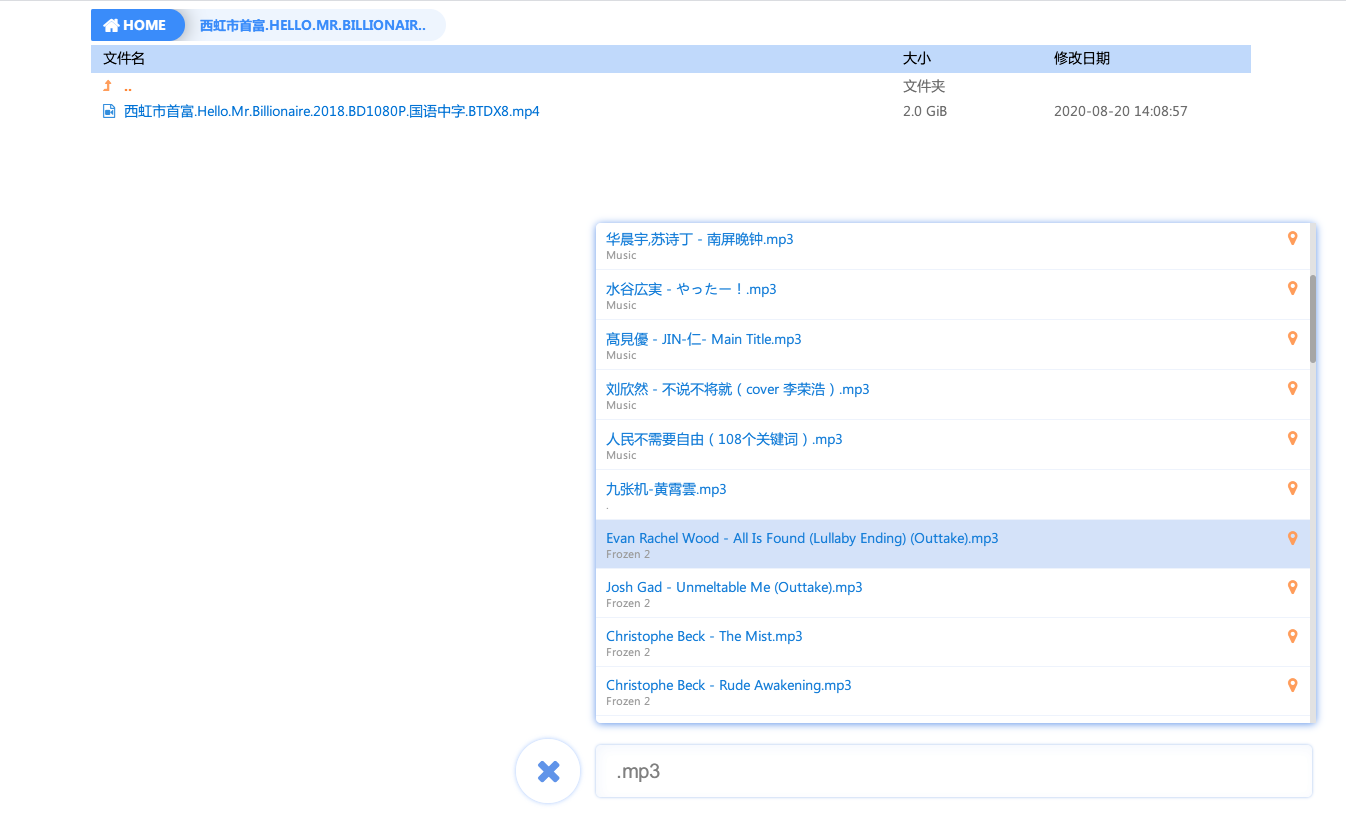 HOME 西虹市首富.HELLO.MR.BILLIONAIR..
文件名 大小 修改日期
.. 文件夹
西虹市首富.Hello.Mr.Billionaire.2018.BD1080P.国语中字.BTDX8.mp4 2.0 GiB 2020-08-20 14:08:57
华晨宇,苏诗丁 - 南屏晚钟.mp3
Music
水谷広実 - やったー！.mp3
Music
髙見優 - JIN-仁- Main Title.mp3
Music
刘欣然 - 不说不将就（cover 李荣浩）.mp3
Music
人民不需要自由（108个关键词）.mp3
Music
九张机-黄霄雲.mp3
.
Evan Rachel Wood - All Is Found (Lullaby Ending) (Outtake).mp3
Frozen 2
Josh Gad - Unmeltable Me (Outtake).mp3
Frozen 2
Christophe Beck - The Mist.mp3
Frozen 2
Christophe Beck - Rude Awakening.mp3
Frozen 2
.mp3